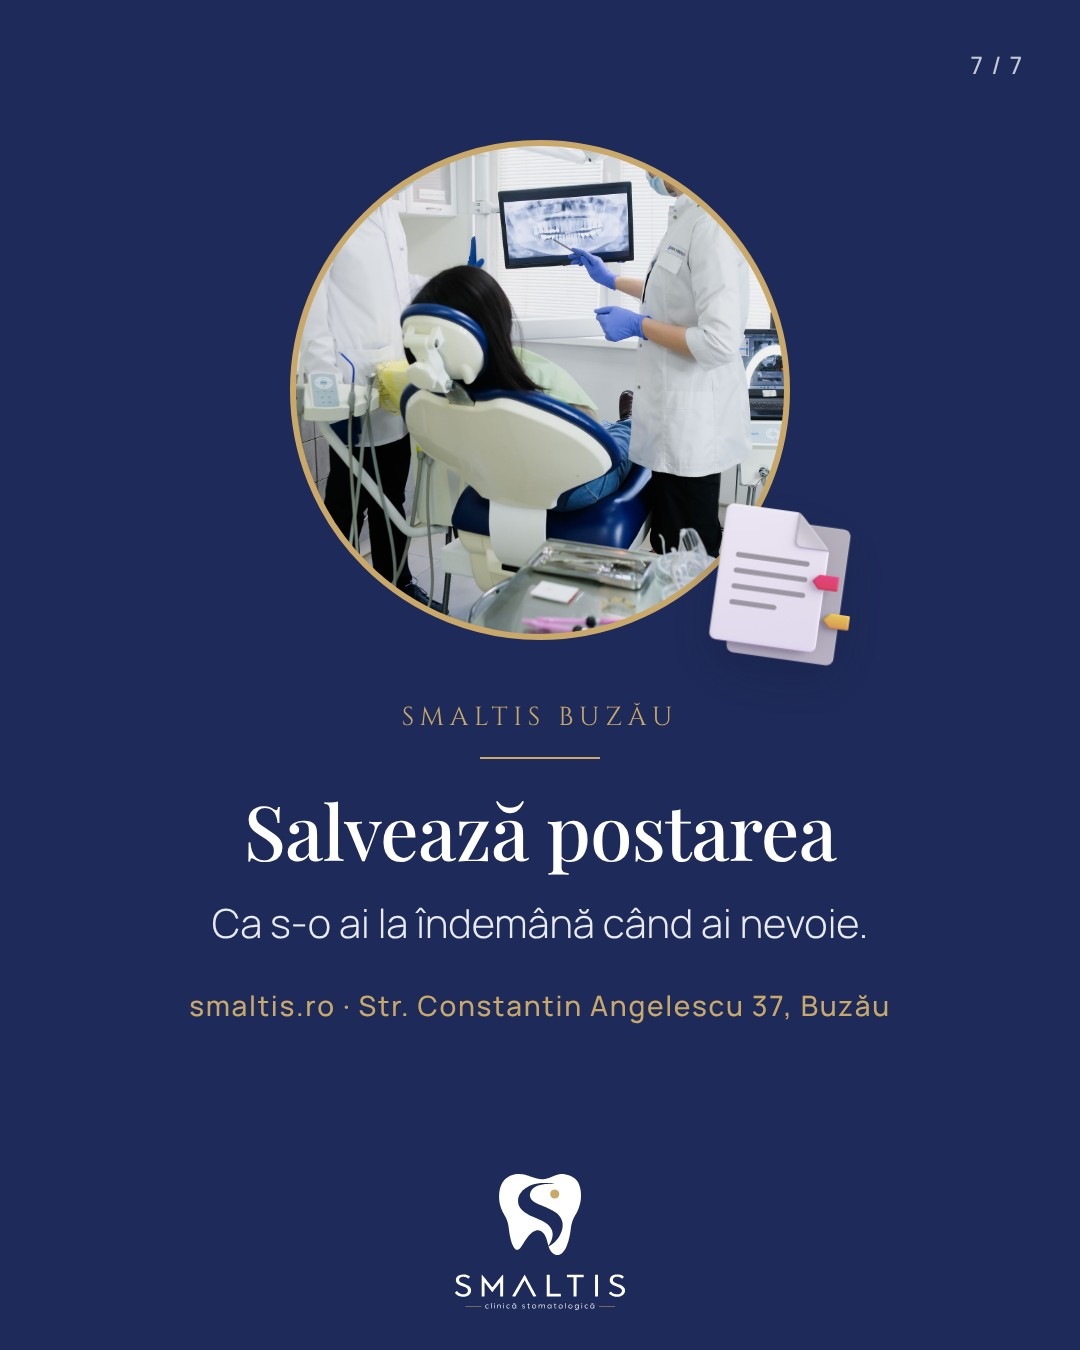 7 / 7
SMALTIS BUZĂU
Salvează postarea
Ca s-o ai la îndemână când ai nevoie.
smaltis.ro · Str. Constantin Angelescu 37, Buzău
SMALTIS
clinică stomatologică